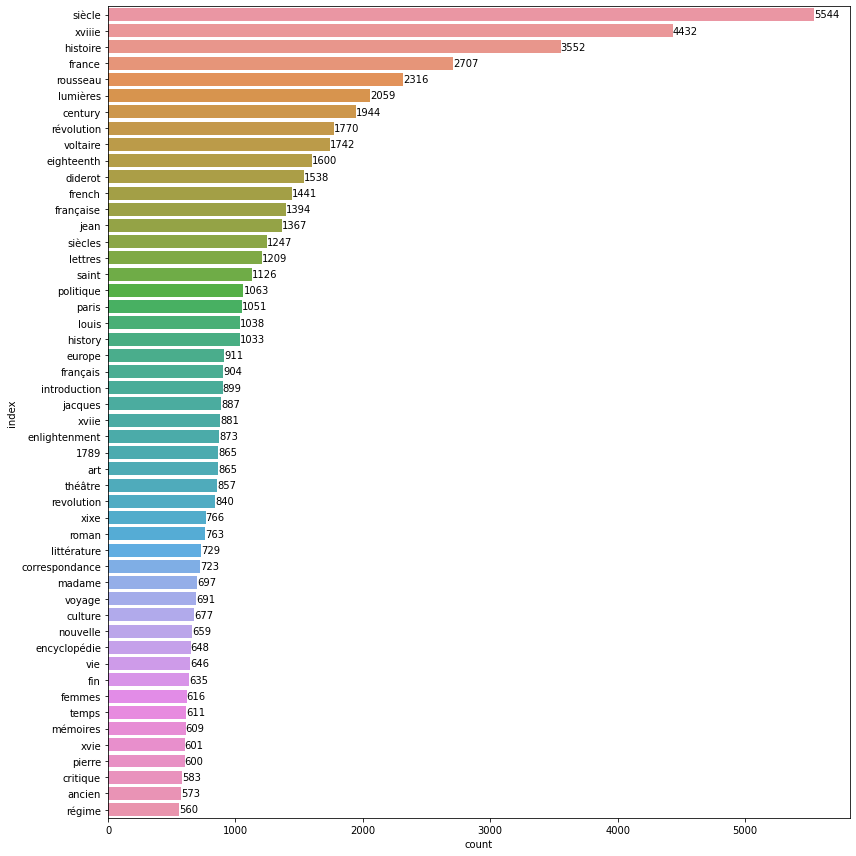 siècle 5544
xviiie 4432
histoire 3552
france 2707
rousseau 2316
lumières 2059
century 1944
révolution 1770
voltaire 1742
eighteenth 1600
diderot 1538
french 1441
française 1394
jean 1367
siècles 1247
lettres 1209
saint 1126
politique 1063
paris 1051
louis 1038
history 1033
europe 911
français 904
introduction 899
jacques 887
xviie 881
enlightenment 873
1789 865
art 865
théâtre 857
revolution 840
xixe 766
roman 763
littérature 729
correspondance 723
madame 697
voyage 691
culture 677
nouvelle 659
encyclopédie 648
vie 646
fin 635
femmes 616
temps 611
mémoires 609
xvie 601
pierre 600
critique 583
ancien 573
régime 560
index
0 1000 2000 3000 4000 5000
count